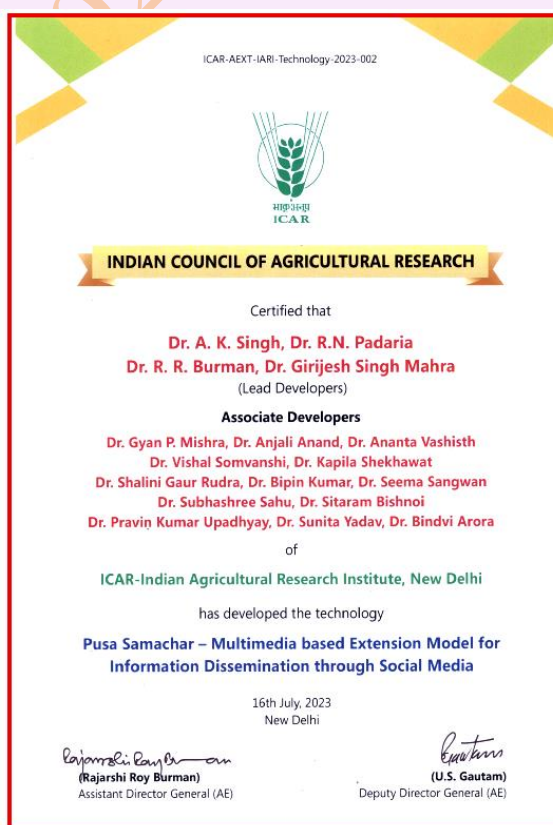 ICAR-AEXT-IARI-Technology-2023-002
भाकृअनुप
ICAR
INDIAN COUNCIL OF AGRICULTURAL RESEARCH
Certified that
Dr. A. K. Singh, Dr. R.N. Padaria
Dr. R. R. Burman, Dr. Girijesh Singh Mahra
(Lead Developers)
Associate Developers
Dr. Gyan P. Mishra, Dr. Anjali Anand, Dr. Ananta Vashisth
Dr. Vishal Somvanshi, Dr. Kapila Shekhawat
Dr. Shalini Gaur Rudra, Dr. Bipin Kumar, Dr. Seema Sangwan
Dr. Subhashree Sahu, Dr. Sitaram Bishnoi
Dr. Pravin Kumar Upadhyay, Dr. Sunita Yadav, Dr. Bindvi Arora
of
ICAR-Indian Agricultural Research Institute, New Delhi
has developed the technology
Pusa Samachar – Multimedia based Extension Model for
Information Dissemination through Social Media
16th July, 2023
New Delhi
(Rajarshi Roy Burman)
Assistant Director General (AE)
(U.S. Gautam)
Deputy Director General (AE)